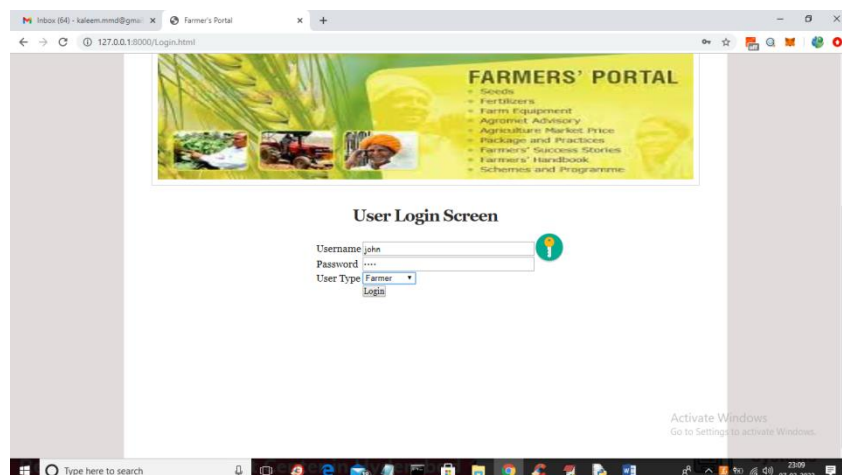 Inbox (64) - kaleem.mmd@gmai
Farmer's Portal
127.0.0.1:8000/Login.html
FARMERS' PORTAL
Seeds
Fertilizers
Farm Equipment
Agromet Advisory
Agriculture Market Price
Package and Practices
Farmers' Success Stories
Farmers' Handbook
Schemes and Programme
User Login Screen
Username john
Password ····
User Type Farmer
Login
Activate Windows
Go to Settings to activate Windows.
Type here to search
23:09